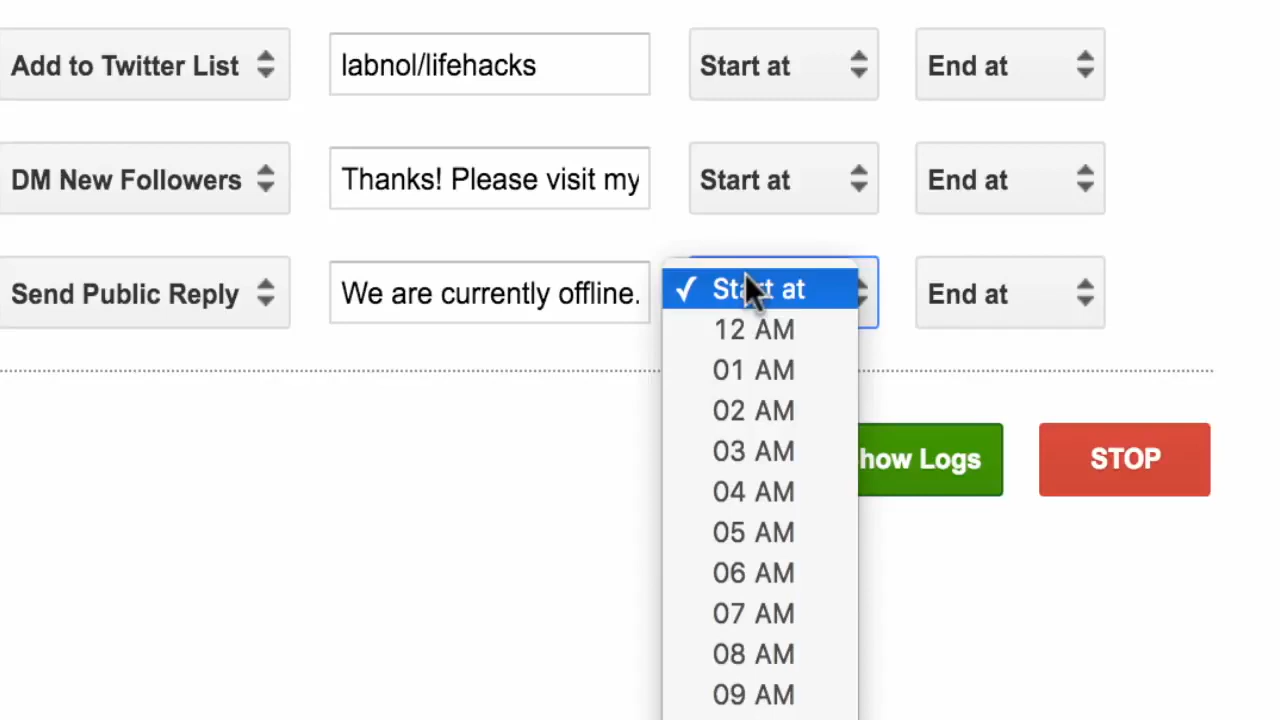 Add to Twitter List labnol/lifehacks Start at End at
DM New Followers Thanks! Please visit my Start at End at
Send Public Reply We are currently offline. ✓ Start at End at
12 AM
01 AM
02 AM
03 AM
how Logs STOP
04 AM
05 AM
06 AM
07 AM
08 AM
09 AM